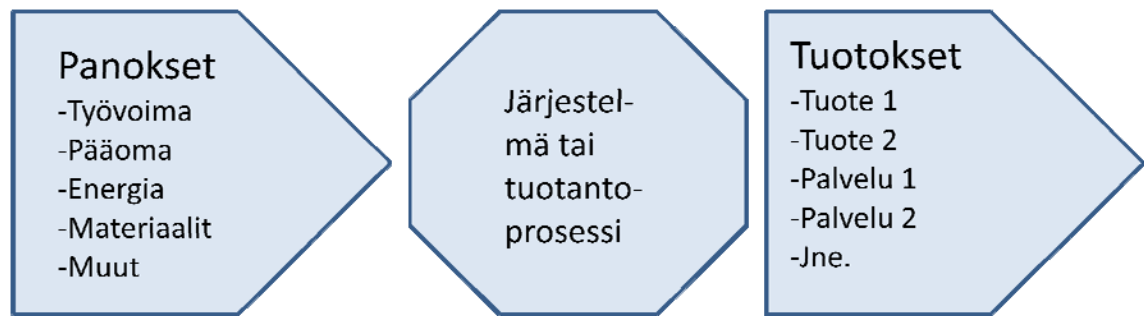 Panokset
-Työvoima
-Pääoma
-Energia
-Materiaalit
-Muut
Järjestel-
mä tai
tuotanto-
prosessi
Tuotokset
-Tuote 1
-Tuote 2
-Palvelu 1
-Palvelu 2
-Jne.